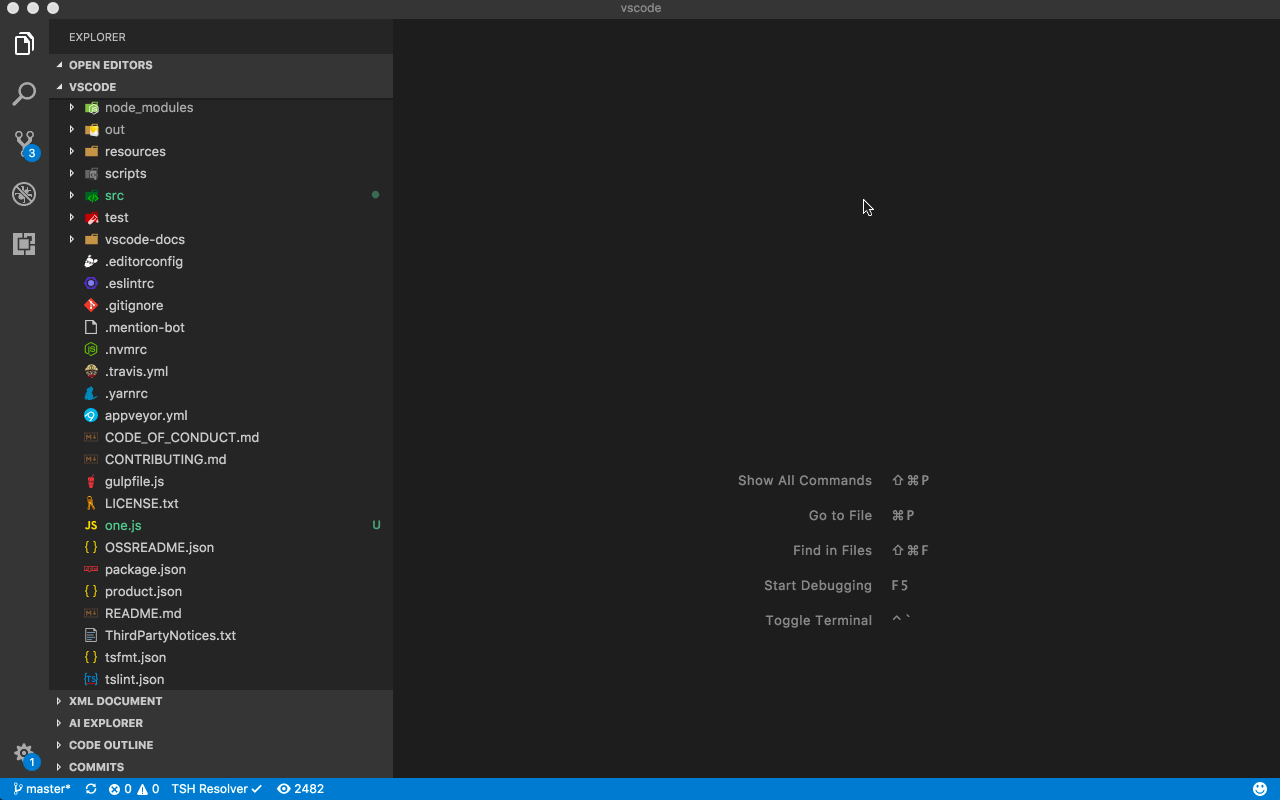 vscode
EXPLORER
OPEN EDITORS
VSCODE
node_modules
out
resources
scripts
src
test
vscode-docs
.editorconfig
.eslintrc
.gitignore
.mention-bot
.nvmrc
.travis.yml
.yarnrc
appveyor.yml
CODE_OF_CONDUCT.md
CONTRIBUTING.md
gulpfile.js
LICENSE.txt
JS one.js U
{ } OSSREADME.json
package.json
{ } product.json
README.md
ThirdPartyNotices.txt
{ } tsfmt.json
tslint.json
XML DOCUMENT
AI EXPLORER
CODE OUTLINE
COMMITS
3
1
Show All Commands ⇧⌘P
Go to File ⌘P
Find in Files ⇧⌘F
Start Debugging F5
Toggle Terminal ^`
master* 0 0 TSH Resolver ✓ 2482